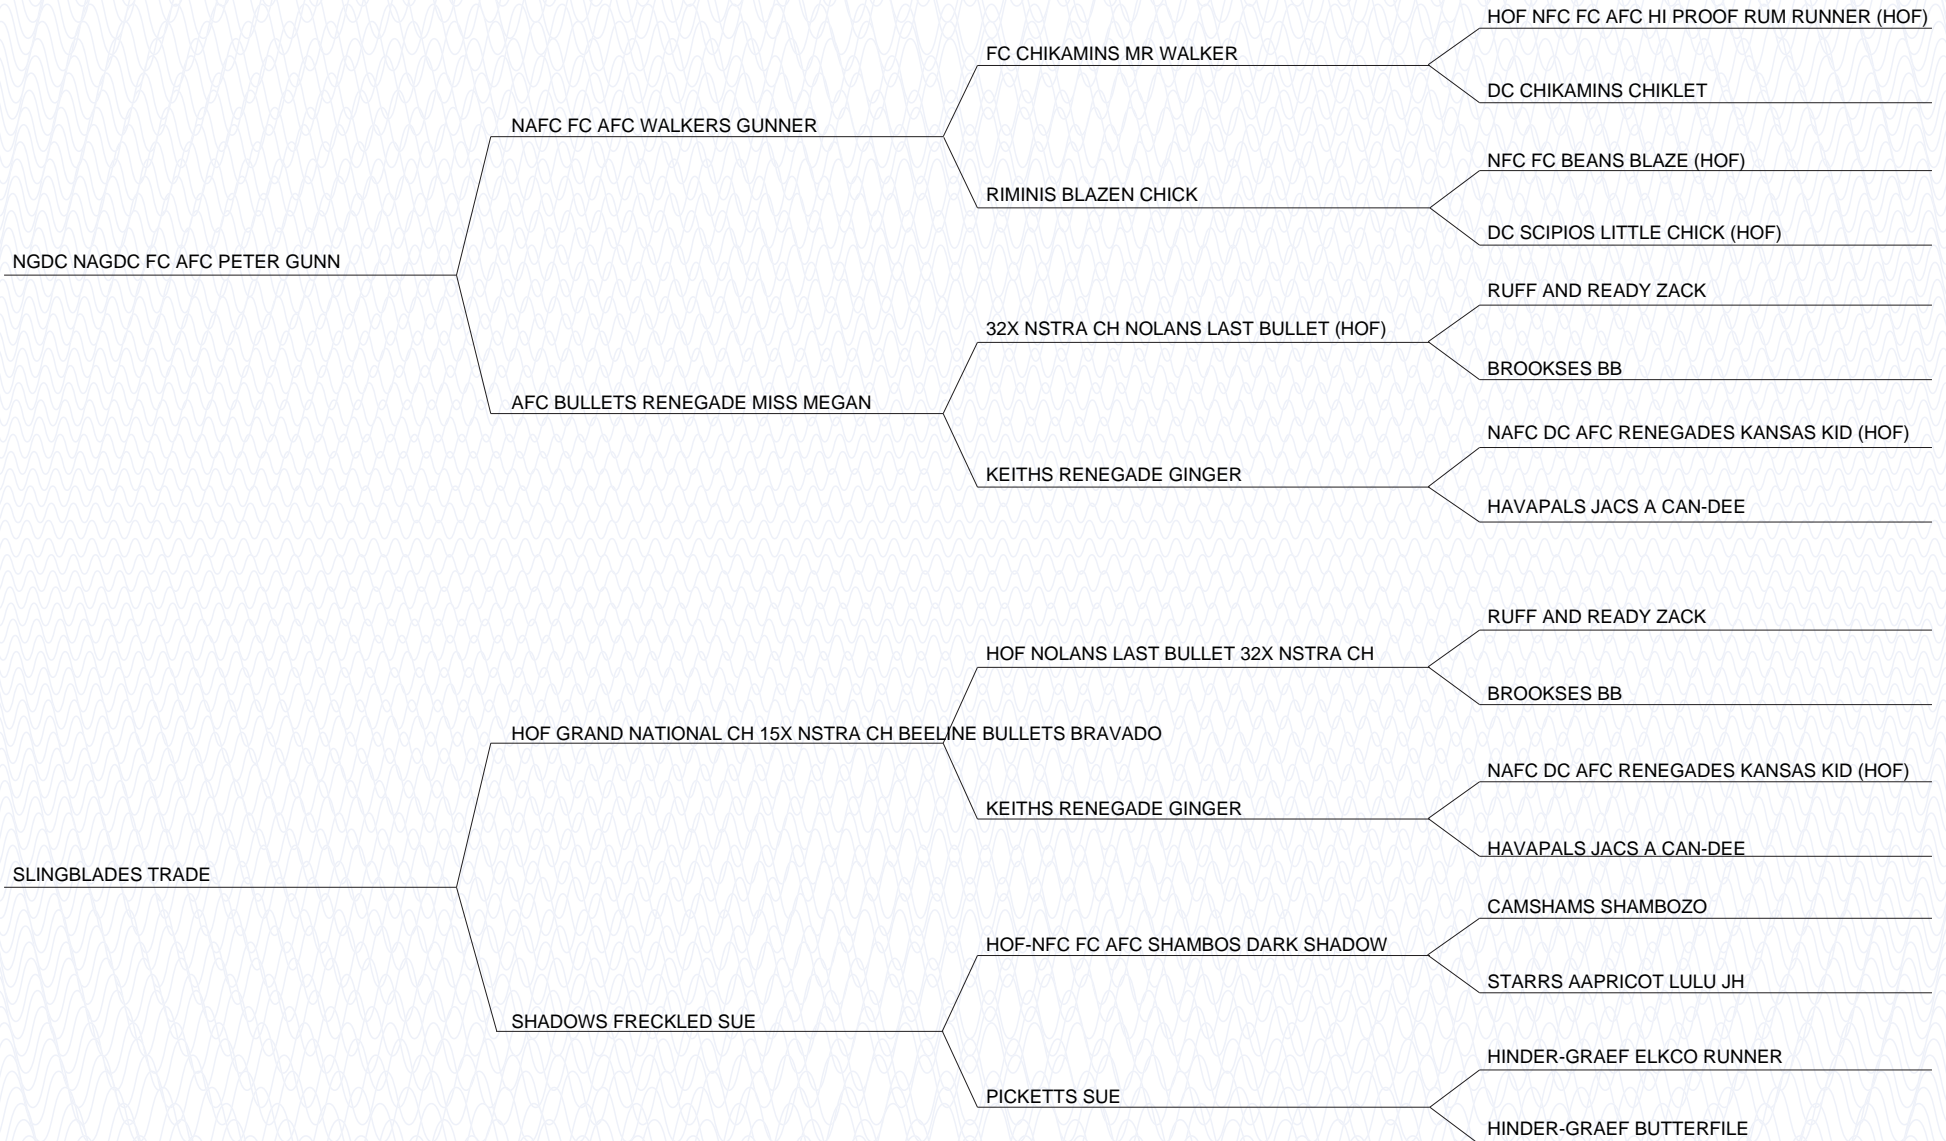 HOF NFC FC AFC HI PROOF RUM RUNNER (HOF)
FC CHIKAMINS MR WALKER
DC CHIKAMINS CHIKLET
NAFC FC AFC WALKERS GUNNER
NFC FC BEANS BLAZE (HOF)
RIMINIS BLAZEN CHICK
DC SCIPIOS LITTLE CHICK (HOF)
NGDC NAGDC FC AFC PETER GUNN
RUFF AND READY ZACK
32X NSTRA CH NOLANS LAST BULLET (HOF)
BROOKSES BB
AFC BULLETS RENEGADE MISS MEGAN
NAFC DC AFC RENEGADES KANSAS KID (HOF)
KEITHS RENEGADE GINGER
HAVAPALS JACS A CAN-DEE
RUFF AND READY ZACK
HOF NOLANS LAST BULLET 32X NSTRA CH
BROOKSES BB
HOF GRAND NATIONAL CH 15X NSTRA CH BEELINE BULLETS BRAVADO
NAFC DC AFC RENEGADES KANSAS KID (HOF)
KEITHS RENEGADE GINGER
HAVAPALS JACS A CAN-DEE
SLINGBLADES TRADE
CAMSHAMS SHAMBOZO
HOF-NFC FC AFC SHAMBOS DARK SHADOW
STARRS AAPRICOT LULU JH
SHADOWS FRECKLED SUE
HINDER-GRAEF ELKCO RUNNER
PICKETTS SUE
HINDER-GRAEF BUTTERFILE